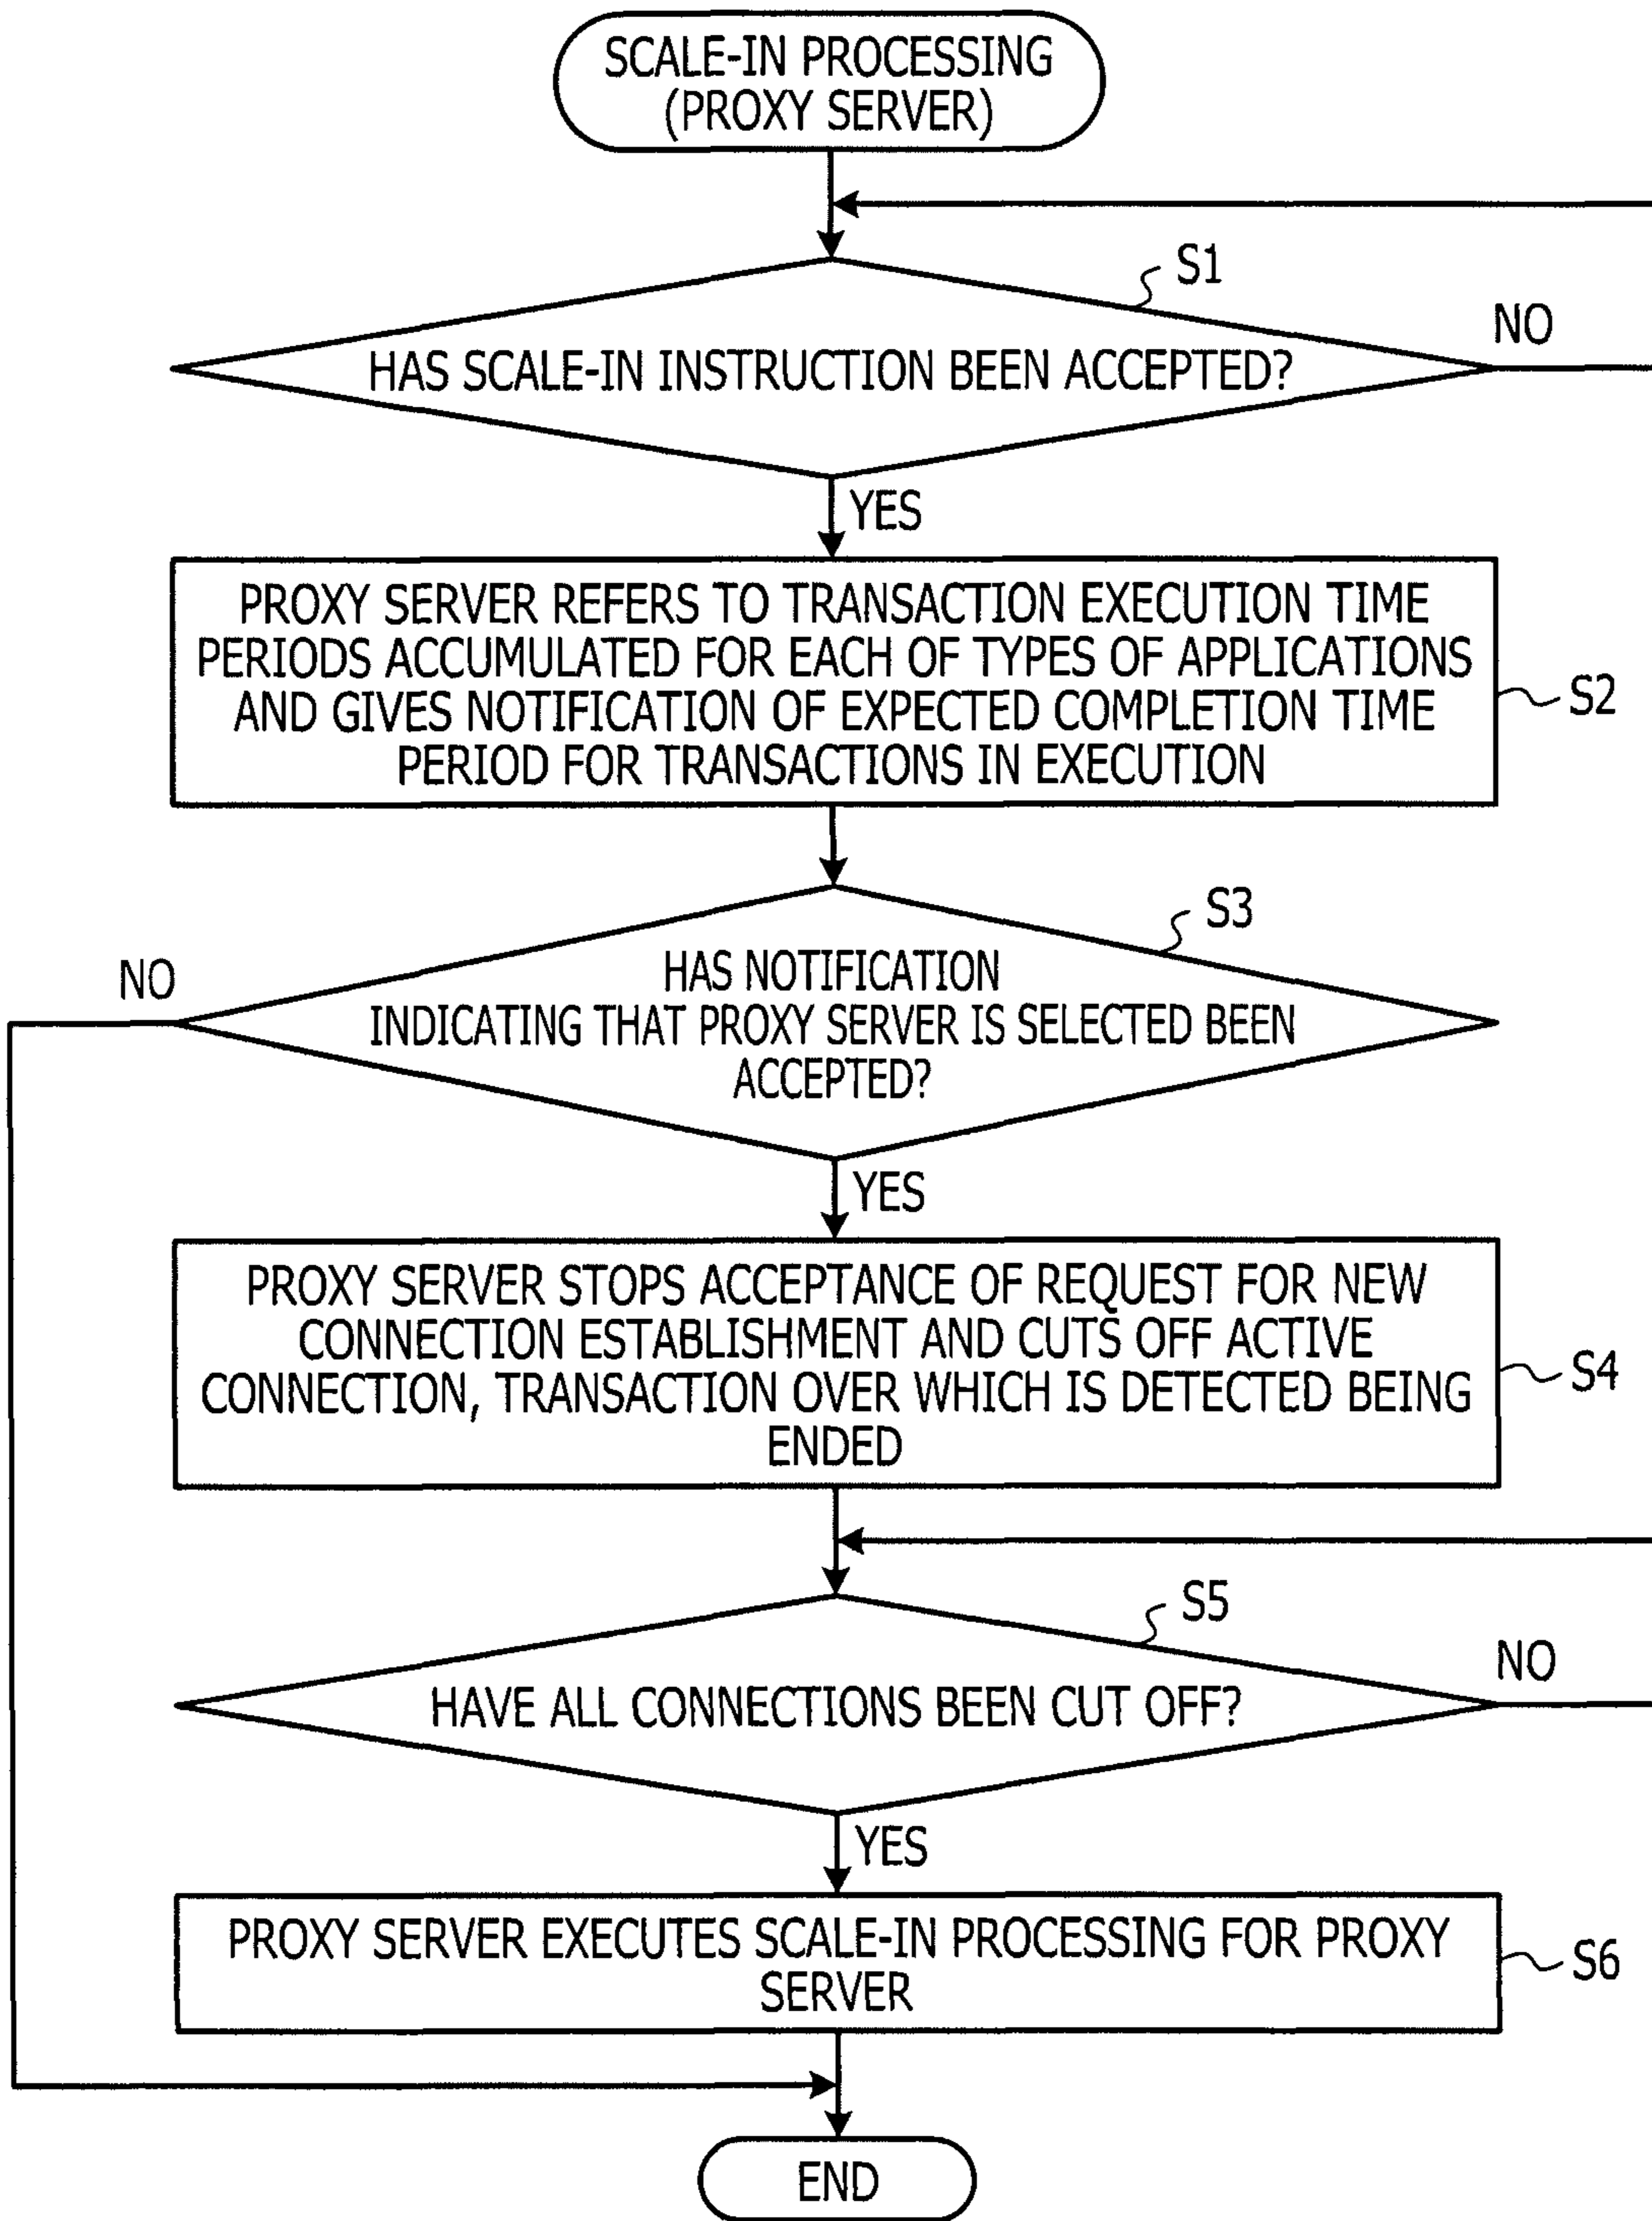 SCALE-IN PROCESSING
(PROXY SERVER)
S1
NO
HAS SCALE-IN INSTRUCTION BEEN ACCEPTED?
YES
PROXY SERVER REFERS TO TRANSACTION EXECUTION TIME
PERIODS ACCUMULATED FOR EACH OF TYPES OF APPLICATIONS
AND GIVES NOTIFICATION OF EXPECTED COMPLETION TIME
PERIOD FOR TRANSACTIONS IN EXECUTION
S2
S3
NO
HAS NOTIFICATION
INDICATING THAT PROXY SERVER IS SELECTED BEEN
ACCEPTED?
YES
PROXY SERVER STOPS ACCEPTANCE OF REQUEST FOR NEW
CONNECTION ESTABLISHMENT AND CUTS OFF ACTIVE
CONNECTION, TRANSACTION OVER WHICH IS DETECTED BEING
ENDED
S4
S5
NO
HAVE ALL CONNECTIONS BEEN CUT OFF?
YES
PROXY SERVER EXECUTES SCALE-IN PROCESSING FOR PROXY
SERVER
S6
END